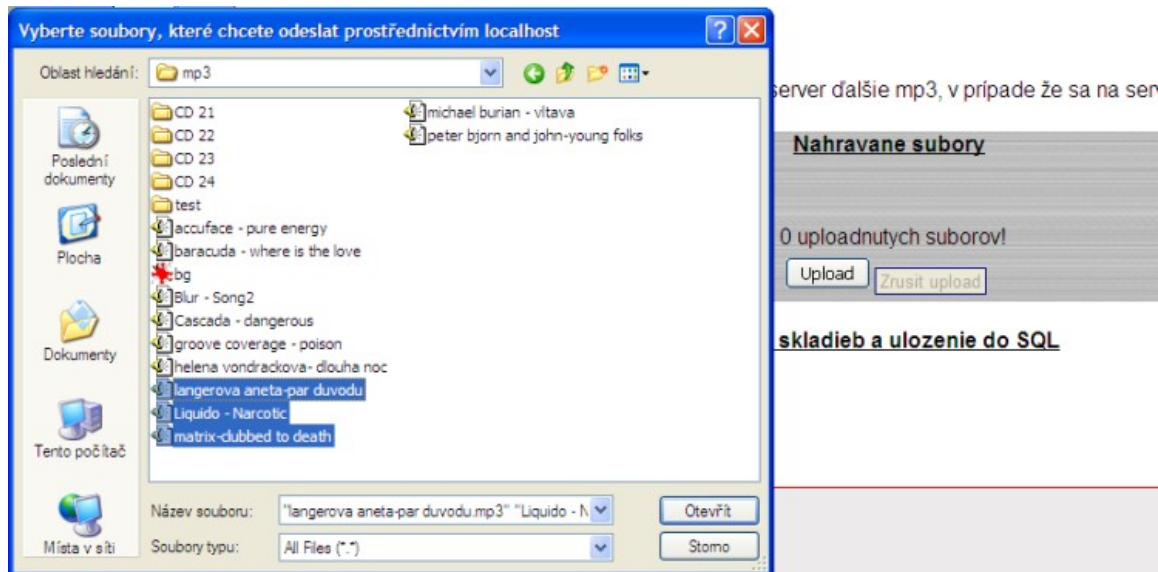 Vyberte soubory, které chcete odeslat prostřednictvím localhost
Oblast hledání:
mp3
Poslední
dokumenty
Plocha
Dokumenty
Tento počítač
Místa v síti
CD 21
CD 22
CD 23
CD 24
test
accuface - pure energy
baracuda - where is the love
bg
Blur - Song2
Cascada - dangerous
groove coverage - poison
helena vondrackova- dlouha noc
langerova aneta-par duvodu
Liquido - Narcotic
matrix-clubbed to death
michael burian - vltava
peter bjorn and john-young folks
Název souboru:
"langerova aneta-par duvodu.mp3" "Liquido - N
Otevřít
Soubory typu:
All Files (*.*)
Storno
server ďalšie mp3, v prípade že sa na serv
Nahravane subory
0 uploadnutych suborov!
Upload
Zrusit upload
skladieb a ulozenie do SQL